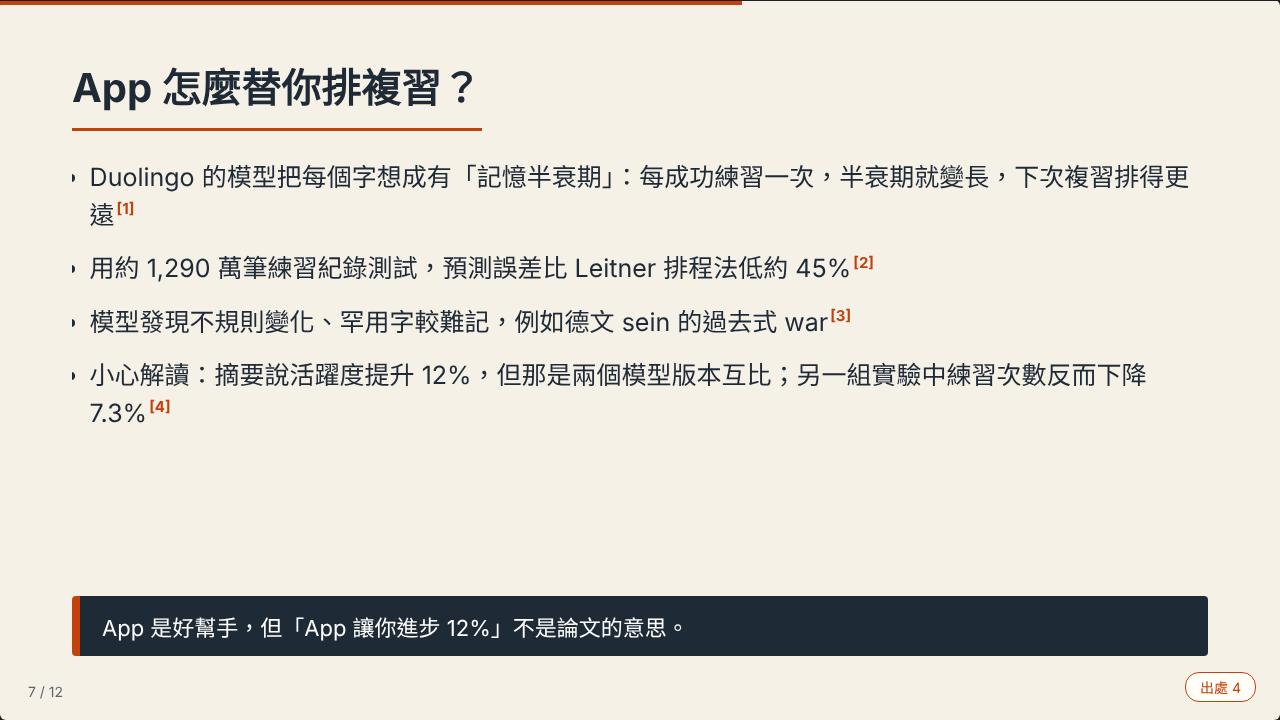 App 怎麼替你排複習？
Duolingo 的模型把每個字想成有「記憶半衰期」：每成功練習一次，半衰期就變長，下次複習排得更
遠[1]
用約 1,290 萬筆練習紀錄測試，預測誤差比 Leitner 排程法低約 45%[2]
模型發現不規則變化、罕用字較難記，例如德文 sein 的過去式 war[3]
小心解讀：摘要說活躍度提升 12%，但那是兩個模型版本互比；另一組實驗中練習次數反而下降
7.3%[4]
App 是好幫手，但「App 讓你進步 12%」不是論文的意思。
7 / 12
出處 4